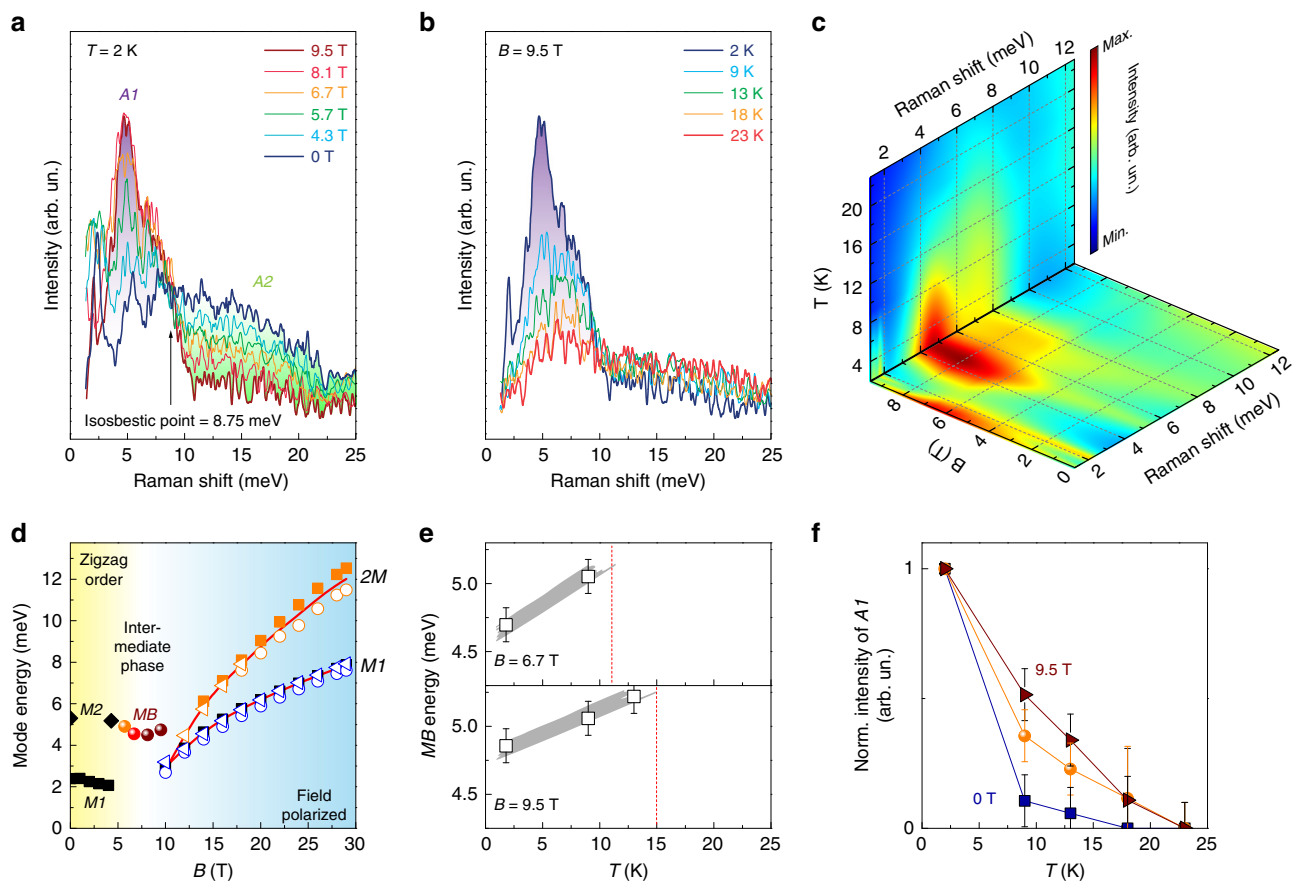 a
T = 2 K
9.5 T
8.1 T
6.7 T
5.7 T
4.3 T
0 T
A1
A2
Isosbestic point = 8.75 meV
Intensity (arb. un.)
0 5 10 15 20 25
Raman shift (meV)
b
B = 9.5 T
2 K
9 K
13 K
18 K
23 K
Intensity (arb. un.)
0 5 10 15 20 25
Raman shift (meV)
c
Raman shift (meV)
2 4 6 8 10 12
Max.
Intensity (arb. un.)
Min.
T (K)
20
16
12
8
4
B (T)
8 6 4 2 0
Raman shift (meV)
2 4 6 8 10 12
d
Zigzag
order
Inter-
mediate
phase
Field
polarized
2M
M1
M2
MB
M1
Mode energy (meV)
12
10
8
6
4
2
0
0 5 10 15 20 25 30
B (T)
e
MB energy (meV)
5.0
4.5
B = 6.7 T
5.0
4.5
B = 9.5 T
0 5 10 15 20 25
T (K)
f
Norm. intensity of A1
(arb. un.)
1
0
9.5 T
0 T
0 5 10 15 20 25
T (K)